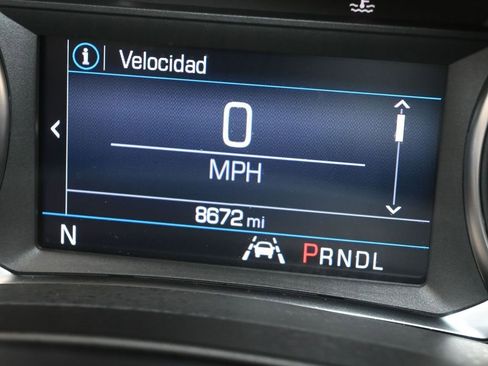 Velocidad
0
MPH
8672 mi
N PRNDL